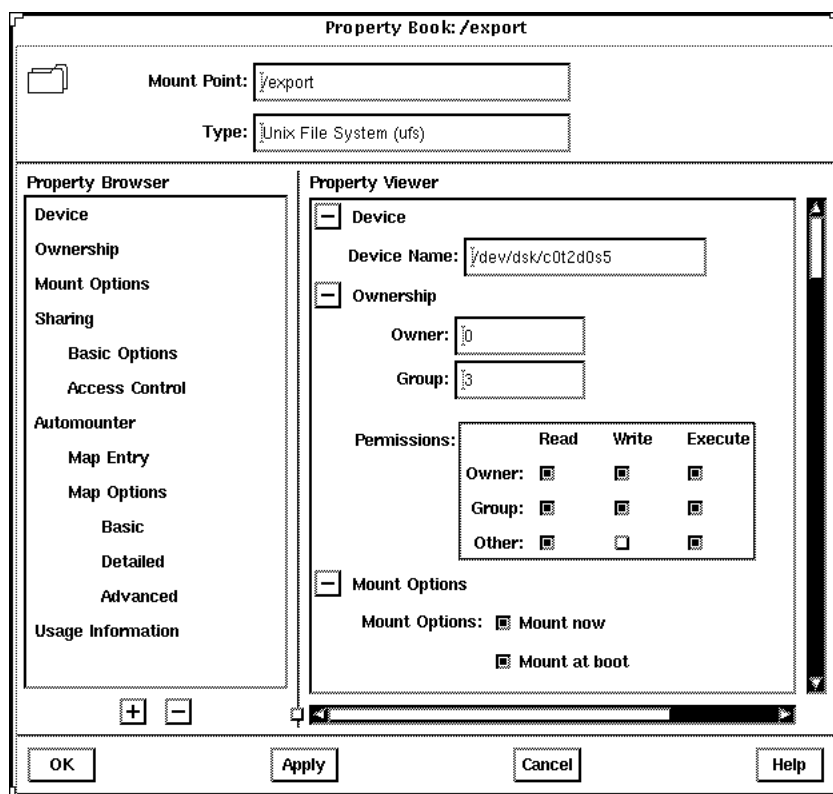 Property Book: /export
Mount Point: /export
Type: Unix File System (ufs)
Property Browser
Device
Ownership
Mount Options
Sharing
Basic Options
Access Control
Automounter
Map Entry
Map Options
Basic
Detailed
Advanced
Usage Information
Property Viewer
Device
Device Name: /dev/dsk/c0t2d0s5
Ownership
Owner: 0
Group: 3
Permissions: Read Write Execute
Owner:
Group:
Other:
Mount Options
Mount Options: Mount now
Mount at boot
OK Apply Cancel Help